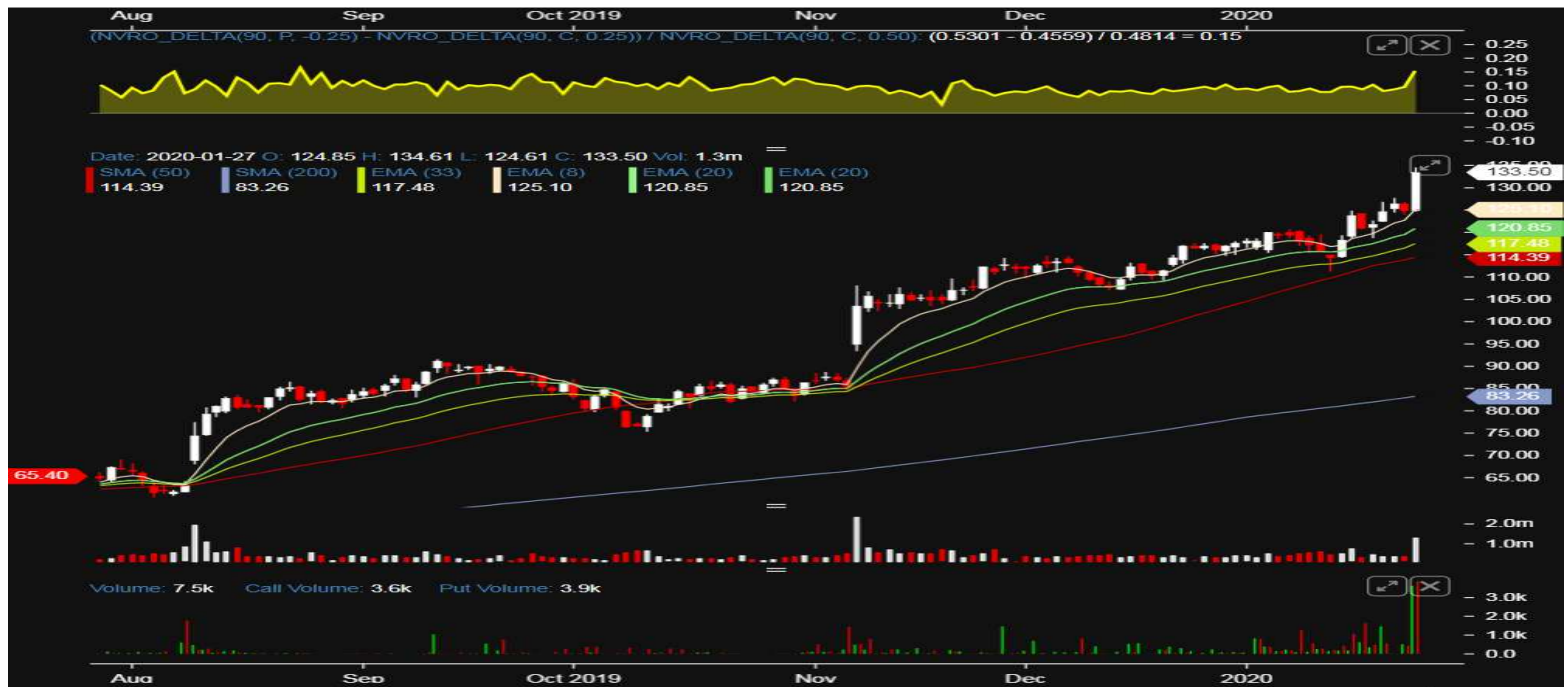 Aug Sep Oct 2019 Nov Dec 2020
(NVRO_DELTA(90, P, -0.25) - NVRO_DELTA(90, C, 0.25)) / NVRO_DELTA(90, C, 0.50): (0.5301 - 0.4559) / 0.4814 = 0.15
0.25
0.15
0.10
0.05
0.00
-0.05
-0.10
Date: 2020-01-27 O: 124.85 H: 134.61 L: 124.61 C: 133.50 Vol: 1.3m
SMA (50) SMA (200) EMA (33) EMA (8) EMA (20) EMA (20)
114.39 83.26 117.48 125.10 120.85 120.85
135.00
133.50
130.00
125.10
120.85
117.48
114.39
110.00
105.00
100.00
95.00
90.00
85.00
83.26
80.00
75.00
70.00
65.40
65.00
2.0m
1.0m
Volume: 7.5k Call Volume: 3.6k Put Volume: 3.9k
3.0k
2.0k
1.0k
0.0
Aug Sep Oct 2019 Nov Dec 2020